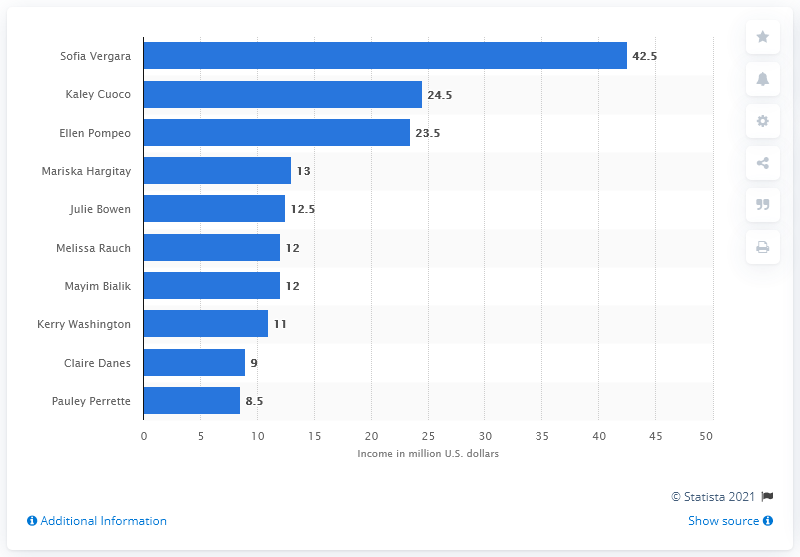 Sofia Vergara 42.5
Kaley Cuoco 24.5
Ellen Pompeo 23.5
Mariska Hargitay 13
Julie Bowen 12.5
Melissa Rauch 12
Mayim Bialik 12
Kerry Washington 11
Claire Danes 9
Pauley Perrette 8.5
0 5 10 15 20 25 30 35 40 45 50
Income in million U.S. dollars
© Statista 2021
Additional Information
Show source